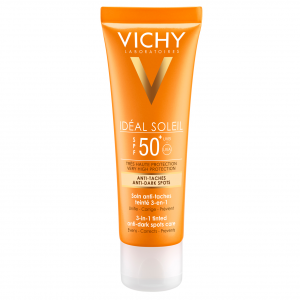 VICHY
LABORATOIRES
IDÉAL SOLEIL
SPF 50+
TRÈS HAUTE PROTECTION
VERY HIGH PROTECTION
ANTI-TACHES
ANTI-DARK SPOTS
Soin anti-taches
teinté 3-en-1
3-in-1 tinted
anti-dark spots care